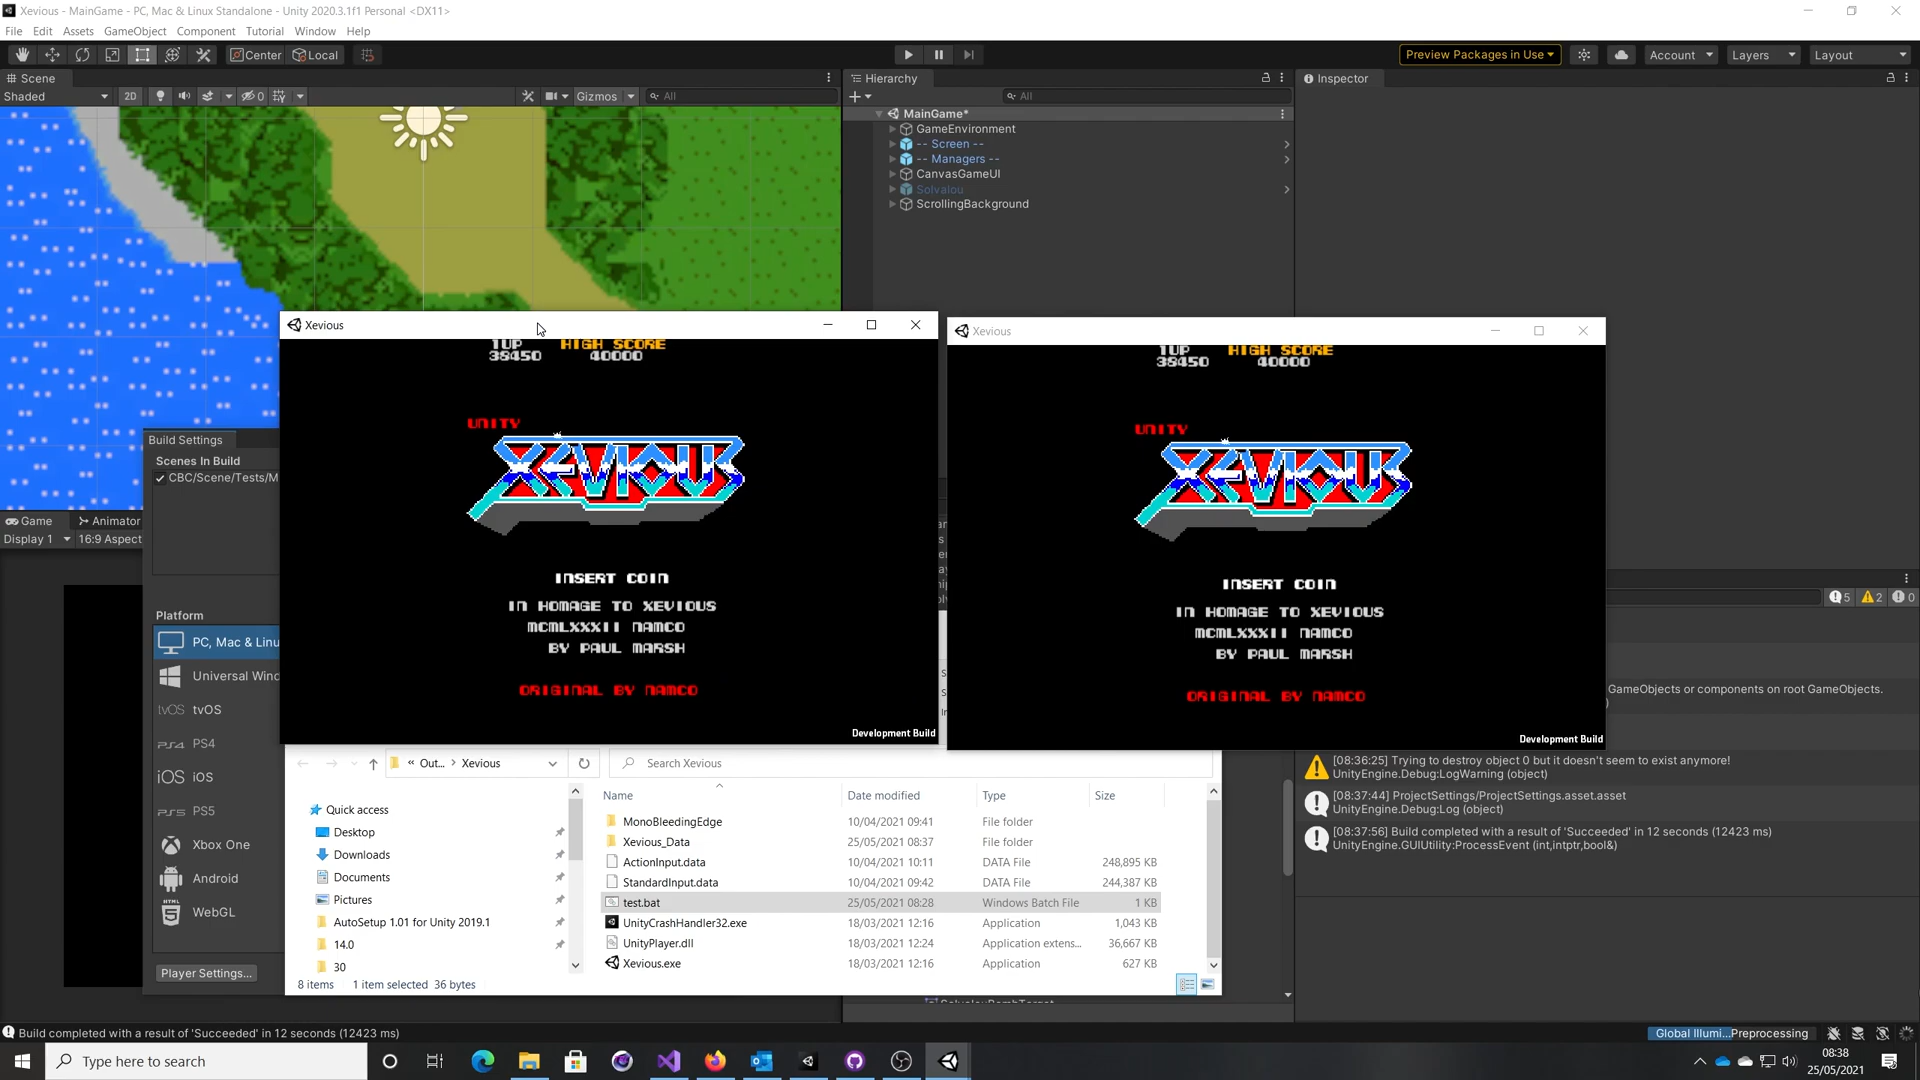 Xevious - MainGame - PC, Mac & Linux Standalone - Unity 2020.3.1f1 Personal <DX11>
File Edit Assets GameObject Component Tutorial Window Help
Center Local
Preview Packages in Use Account Layers Layout
Scene
Shaded 2D 0 Gizmos All
Hierarchy
All
MainGame*
GameEnvironment
-- Screen --
-- Managers --
CanvasGameUI
Solvalou
ScrollingBackground
Inspector
Xevious
1UP HIGH SCORE
38450 40000
UNITY
XEVIOUS
INSERT COIN
IN HOMAGE TO XEVIOUS
MCMLXXXII NAMCO
BY PAUL MARSH
ORIGINAL BY NAMCO
Development Build
Xevious
1UP HIGH SCORE
38450 40000
UNITY
XEVIOUS
INSERT COIN
IN HOMAGE TO XEVIOUS
MCMLXXXII NAMCO
BY PAUL MARSH
ORIGINAL BY NAMCO
Development Build
Build Settings
Scenes In Build
CBC/Scene/Tests/M
Game Animator
Display 1 16:9 Aspect
Platform
PC, Mac & Linu
Universal Wind
tvOS tvOS
PS4 PS4
iOS iOS
PS5 PS5
Xbox One
Android
HTML WebGL
Player Settings...
Out... Xevious
Search Xevious
Quick access
Desktop
Downloads
Documents
Pictures
AutoSetup 1.01 for Unity 2019.1
14.0
30
Name Date modified Type Size
MonoBleedingEdge 10/04/2021 09:41 File folder
Xevious_Data 25/05/2021 08:37 File folder
ActionInput.data 10/04/2021 10:11 DATA File 248,895 KB
StandardInput.data 10/04/2021 09:42 DATA File 244,387 KB
test.bat 25/05/2021 08:28 Windows Batch File 1 KB
UnityCrashHandler32.exe 18/03/2021 12:16 Application 1,043 KB
UnityPlayer.dll 18/03/2021 12:24 Application extens... 36,667 KB
Xevious.exe 18/03/2021 12:16 Application 627 KB
8 items 1 item selected 36 bytes
5 2 0
GameObjects or components on root GameObjects.
)
[08:36:25] Trying to destroy object 0 but it doesn't seem to exist anymore!
UnityEngine.Debug:LogWarning (object)
[08:37:44] ProjectSettings/ProjectSettings.asset.asset
UnityEngine.Debug:Log (object)
[08:37:56] Build completed with a result of 'Succeeded' in 12 seconds (12423 ms)
UnityEngine.GUIUtility:ProcessEvent (int,intptr,bool&)
Build completed with a result of 'Succeeded' in 12 seconds (12423 ms)
Global Illumi...Preprocessing
Type here to search
08:38
25/05/2021